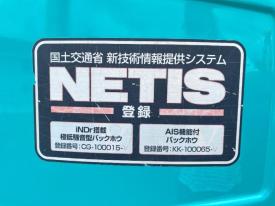 国土交通省 新技術情報提供システム
NETIS
登録
iNDr搭載
極低騒音型バックホウ
登録番号:CG-100015-
AIS機能付
バックホウ
登録番号:KK-100065-